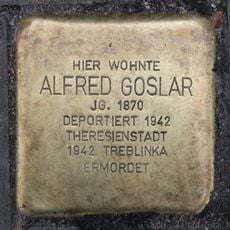 HIER WOHNTE
ALFRED GOSLAR
JG. 1870
DEPORTIERT 1942
THERESIENSTADT
1942 TREBLINKA
ERMORDET